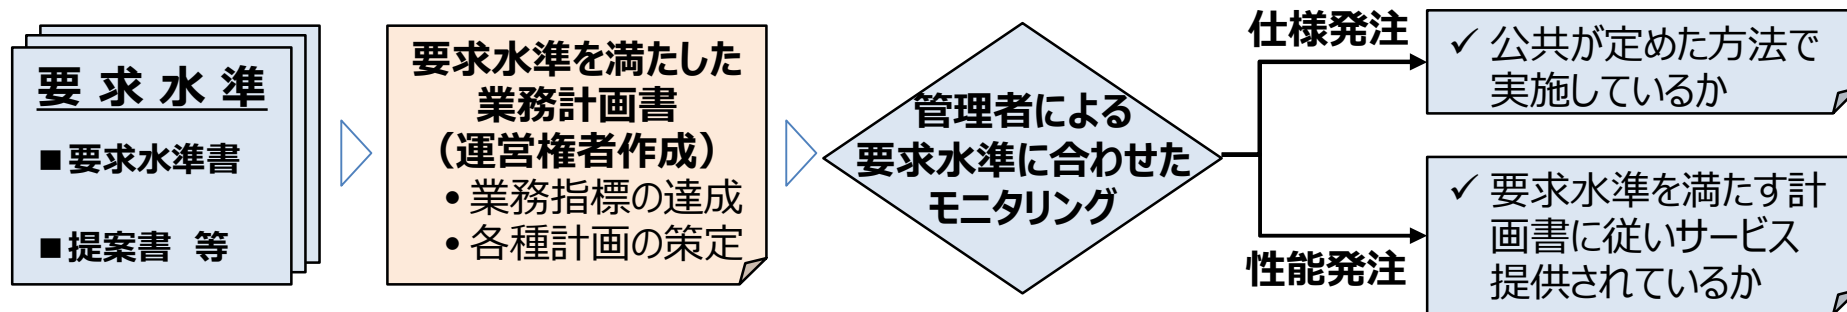 要求水準
■要求水準書
■提案書 等
要求水準を満たした
業務計画書
（運営権者作成）
•業務指標の達成
•各種計画の策定
管理者による
要求水準に合わせた
モニタリング
仕様発注
✓ 公共が定めた方法で
実施しているか
性能発注
✓ 要求水準を満たす計
画書に従いサービス
提供されているか